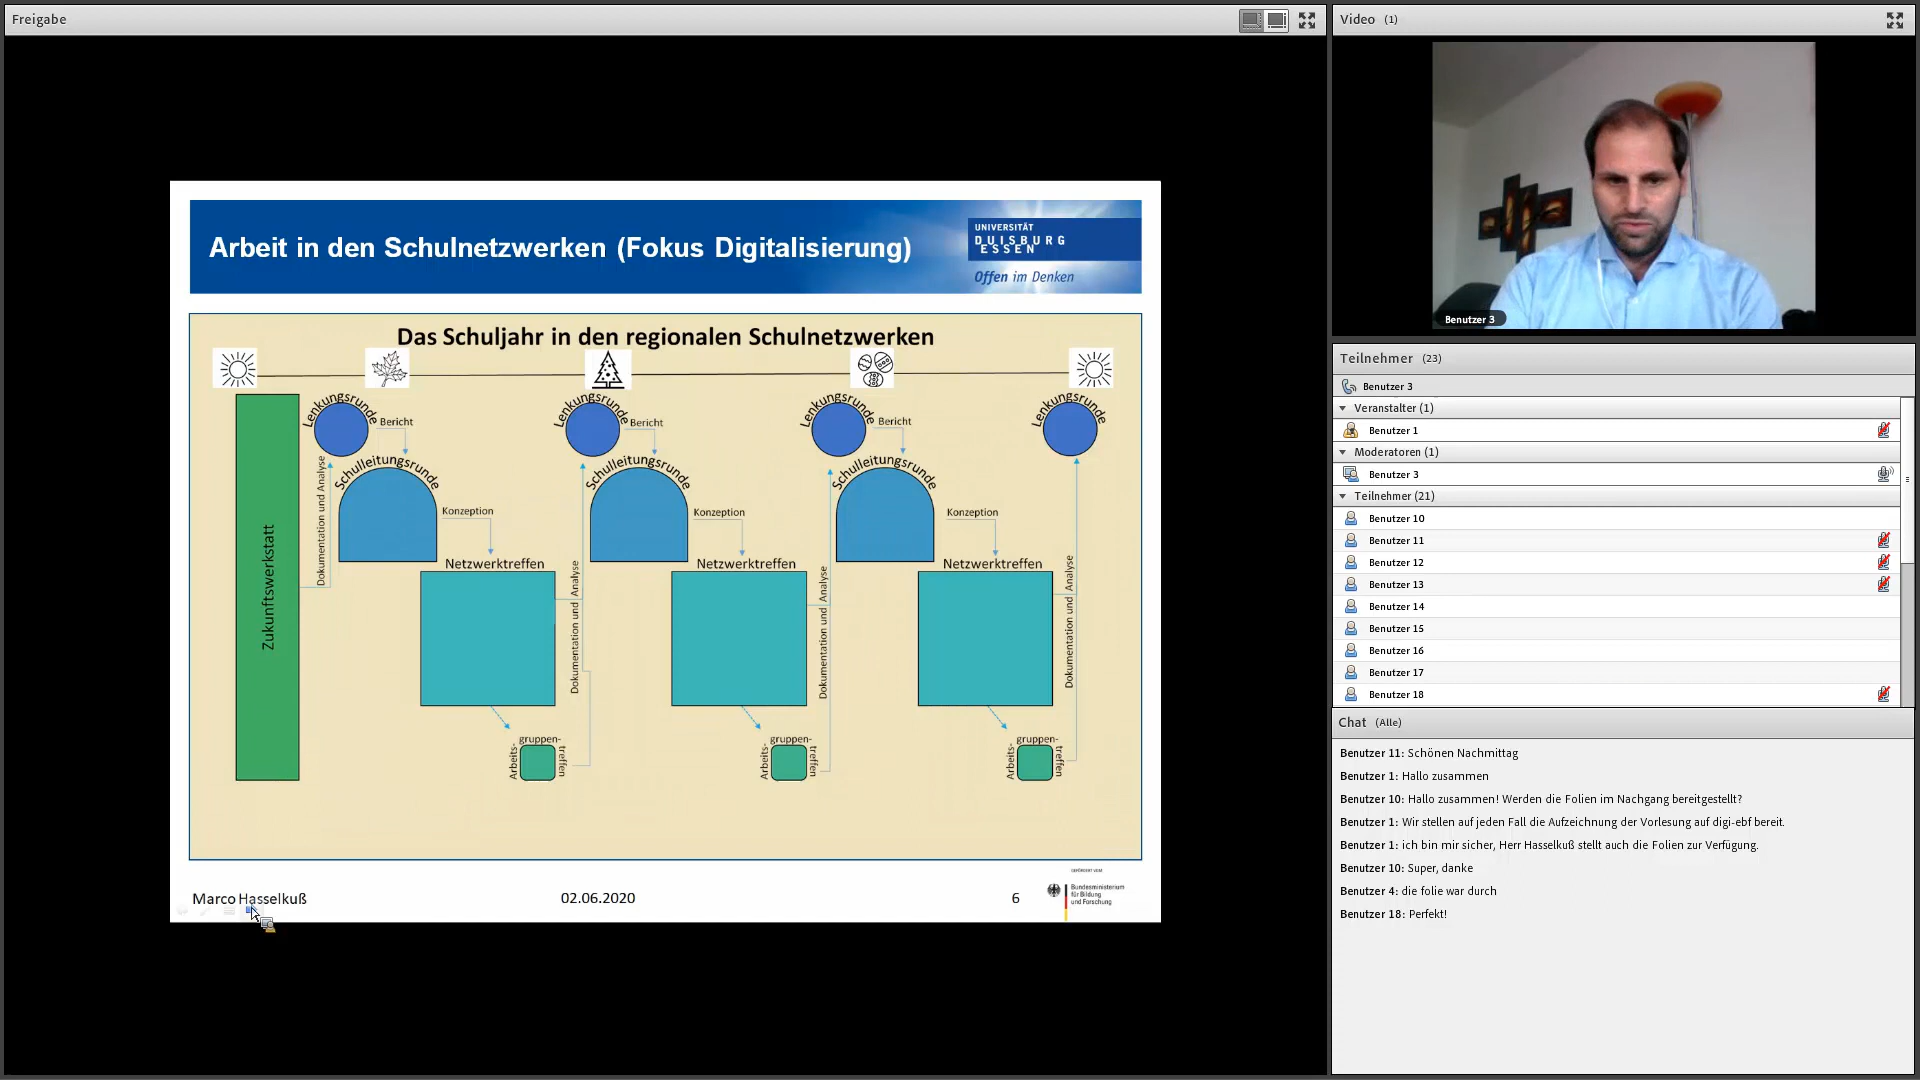 Freigabe
Arbeit in den Schulnetzwerken (Fokus Digitalisierung)
UNIVERSITÄT
DUISBURG
ESSEN
Offen im Denken
Das Schuljahr in den regionalen Schulnetzwerken
Zukunftswerkstatt
Dokumentation und Analyse
Lenkungsrunde
Bericht
Schulleitungsrunde
Konzeption
Netzwerktreffen
Arbeits-
gruppen-
treffen
Dokumentation und Analyse
Lenkungsrunde
Bericht
Schulleitungsrunde
Konzeption
Netzwerktreffen
Arbeits-
gruppen-
treffen
Dokumentation und Analyse
Lenkungsrunde
Bericht
Schulleitungsrunde
Konzeption
Netzwerktreffen
Arbeits-
gruppen-
treffen
Dokumentation und Analyse
Lenkungsrunde
Marco Hasselkuß
02.06.2020
6
GEFÖRDERT VOM
Bundesministerium
für Bildung
und Forschung
Video (1)
Benutzer 3
Teilnehmer (23)
Benutzer 3
Veranstalter (1)
Benutzer 1
Moderatoren (1)
Benutzer 3
Teilnehmer (21)
Benutzer 10
Benutzer 11
Benutzer 12
Benutzer 13
Benutzer 14
Benutzer 15
Benutzer 16
Benutzer 17
Benutzer 18
Chat (Alle)
Benutzer 11: Schönen Nachmittag
Benutzer 1: Hallo zusammen
Benutzer 10: Hallo zusammen! Werden die Folien im Nachgang bereitgestellt?
Benutzer 1: Wir stellen auf jeden Fall die Aufzeichnung der Vorlesung auf digi-ebf bereit.
Benutzer 1: ich bin mir sicher, Herr Hasselkuß stellt auch die Folien zur Verfügung.
Benutzer 10: Super, danke
Benutzer 4: die folie war durch
Benutzer 18: Perfekt!